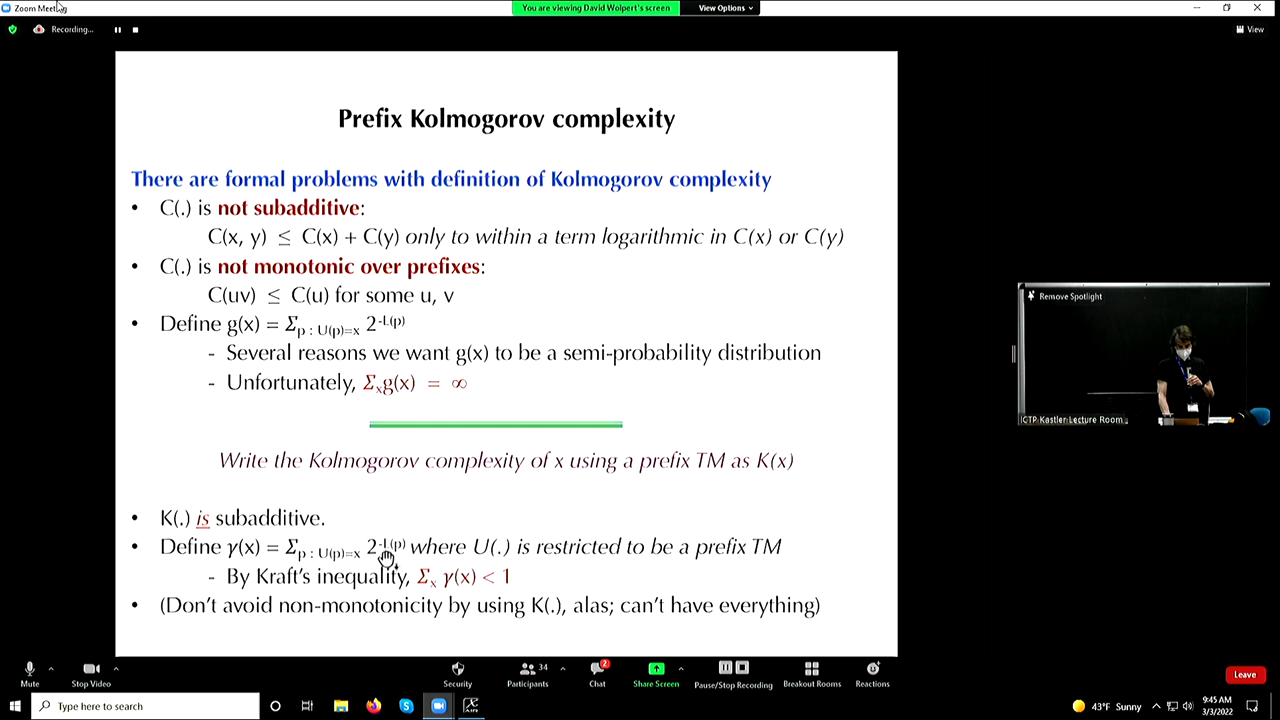 Zoom Meeting
You are viewing David Wolpert's screen
View Options
Recording...
View
Prefix Kolmogorov complexity
There are formal problems with definition of Kolmogorov complexity
• C(.) is not subadditive:
C(x, y) ≤ C(x) + C(y) only to within a term logarithmic in C(x) or C(y)
• C(.) is not monotonic over prefixes:
C(uv) ≤ C(u) for some u, v
• Define g(x) = Σp : U(p)=x 2-L(p)
- Several reasons we want g(x) to be a semi-probability distribution
- Unfortunately, Σxg(x) = ∞
Write the Kolmogorov complexity of x using a prefix TM as K(x)
• K(.) is subadditive.
• Define γ(x) = Σp : U(p)=x 2-L(p) where U(.) is restricted to be a prefix TM
- By Kraft's inequality, Σx γ(x) < 1
• (Don't avoid non-monotonicity by using K(.), alas; can't have everything)
Remove Spotlight
ICTP Kastler Lecture Room
Mute
Stop Video
Security
34
Participants
2
Chat
Share Screen
Pause/Stop Recording
Breakout Rooms
Reactions
Leave
Type here to search
43°F Sunny
9:45 AM
3/3/2022